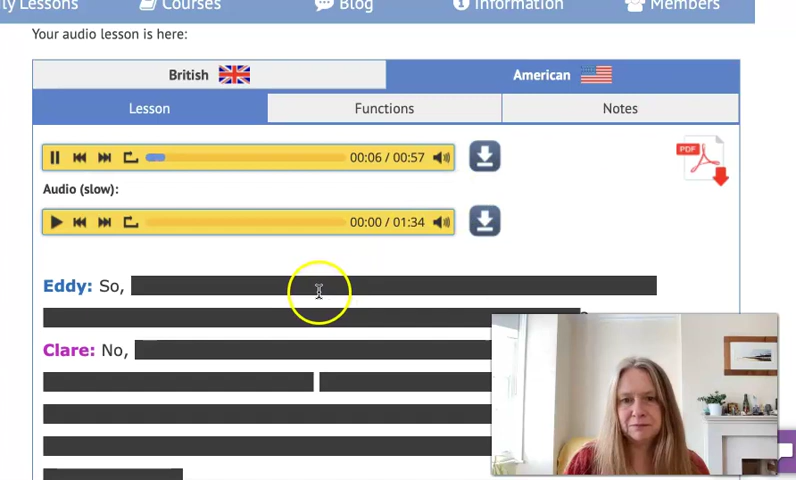 ly Lessons Courses Blog Information Members
Your audio lesson is here:
British American
Lesson Functions Notes
00:06 / 00:57
PDF
Audio (slow):
00:00 / 01:34
Eddy: So,
Clare: No,